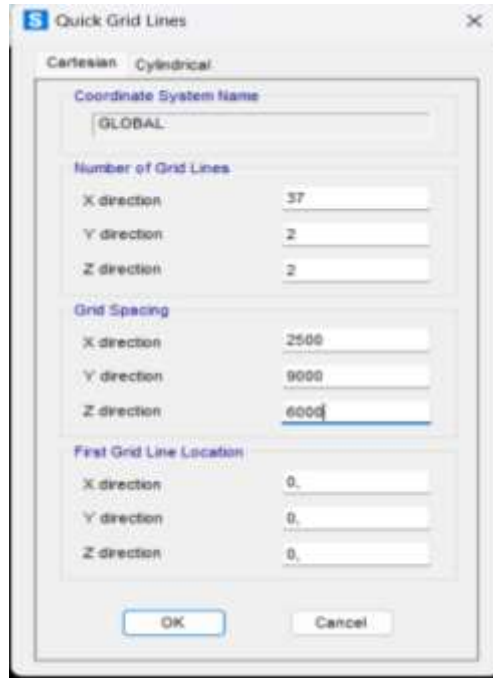 S Quick Grid Lines
Cartesian Cylindrical
Coordinate System Name
GLOBAL
Number of Grid Lines
X direction 37
Y direction 2
Z direction 2
Grid Spacing
X direction 2500
Y direction 9000
Z direction 6000
First Grid Line Location
X direction 0,
Y direction 0,
Z direction 0,
OK Cancel